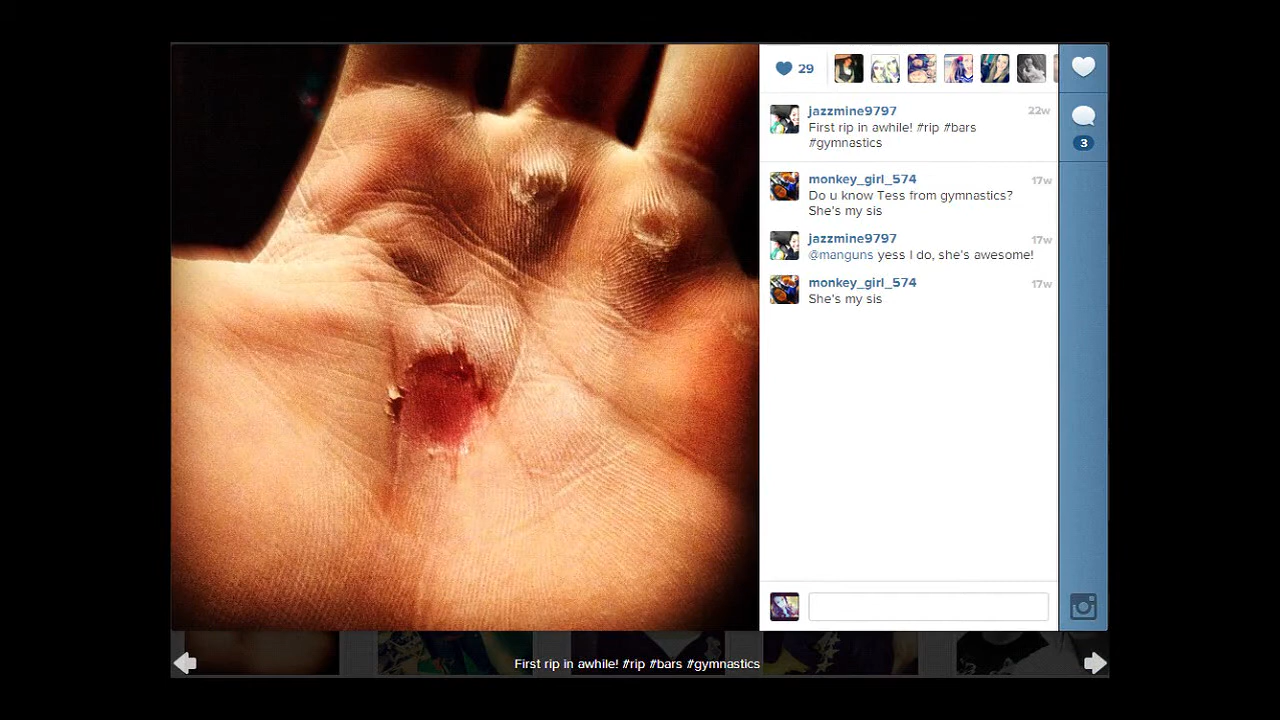 29
jazzmine9797 22w
First rip in awhile! #rip #bars
#gymnastics
monkey_girl_574 17w
Do u know Tess from gymnastics?
She's my sis
jazzmine9797 17w
@manguns yess I do, she's awesome!
monkey_girl_574 17w
She's my sis
3
First rip in awhile! #rip #bars #gymnastics